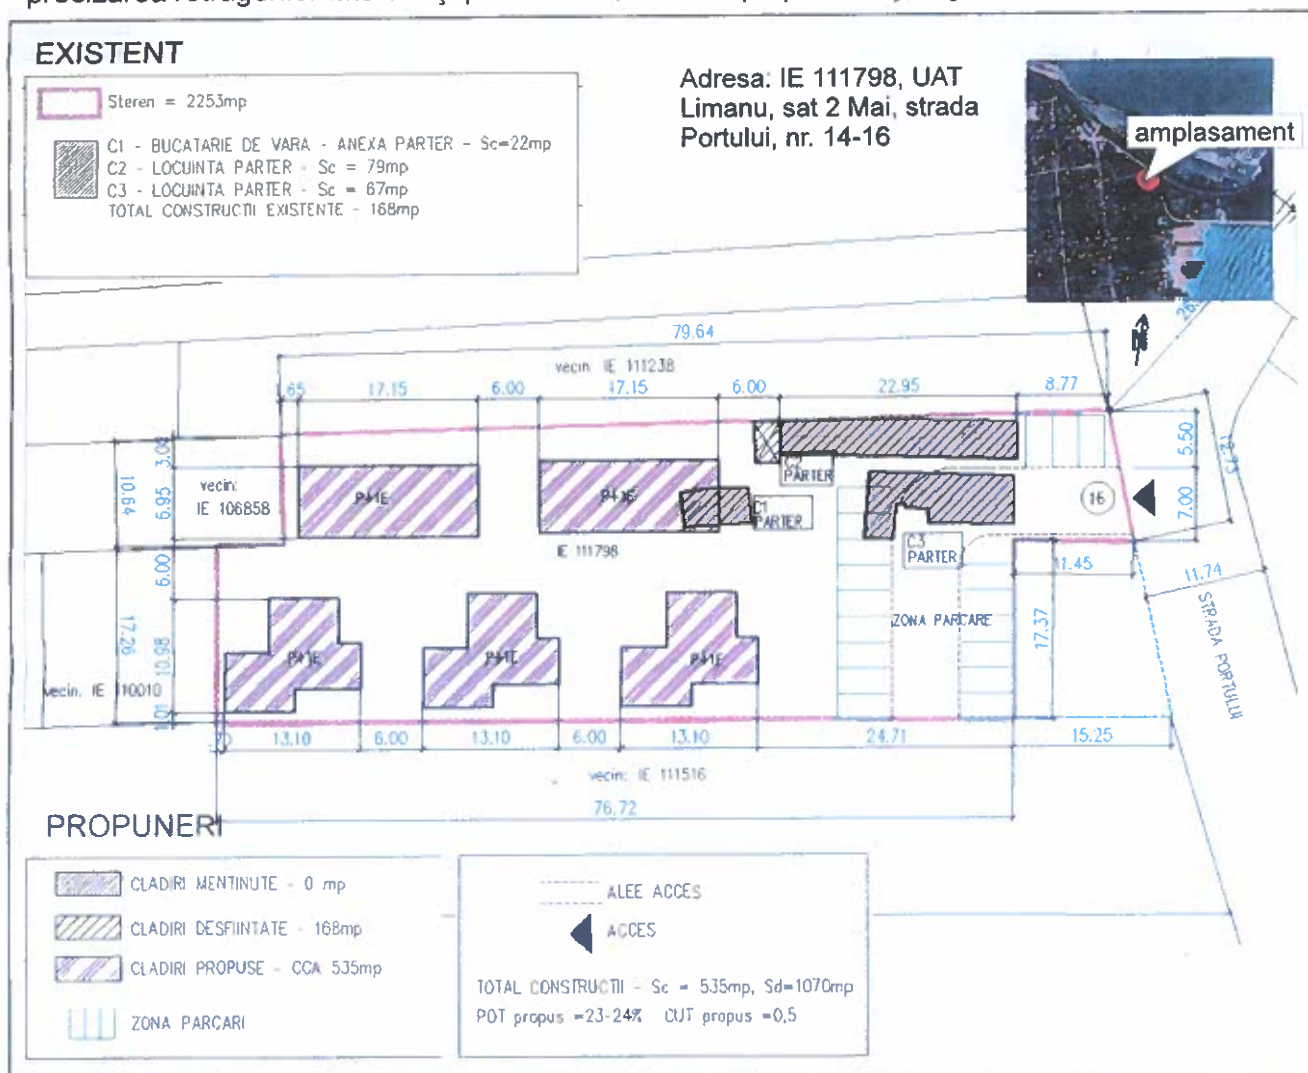 EXISTENT
Steren = 2253mp
C1 - BUCATARIE DE VARA - ANEXA PARTER - Sc=22mp
C2 - LOCUINTA PARTER - Sc = 79mp
C3 - LOCUINTA PARTER - Sc = 67mp
TOTAL CONSTRUCTII EXISTENTE - 168mp
Adresa: IE 111798, UAT
Limanu, sat 2 Mai, strada
Portului, nr. 14-16
amplasament
79.64
vecin: IE 111238
17.15
6.00
17.15
6.00
22.95
8.77
5.50
12.73
7.00
3.00
10.64
6.95
vecin:
IE 106858
P+1E
P+1E
PARTER
C1
PARTER
16
IE 111798
C3
PARTER
11.45
11.74
STRADA PORTULUI
6.00
17.26
10.98
1.01
P+1E
P+1E
P+1E
ZONA PARCARE
17.37
vecin. IE 110010
13.10
6.00
13.10
6.00
13.10
24.71
15.25
vecin: IE 111516
76.72
PROPUNERI
CLADIRI MENTINUTE - 0 mp
CLADIRI DESFIINTATE - 168mp
CLADIRI PROPUSE - CCA 535mp
ZONA PARCARI
ALEE ACCES
ACCES
TOTAL CONSTRUCTII - Sc = 535mp, Sd=1070mp
POT propus =23-24% CUT propus =0,5